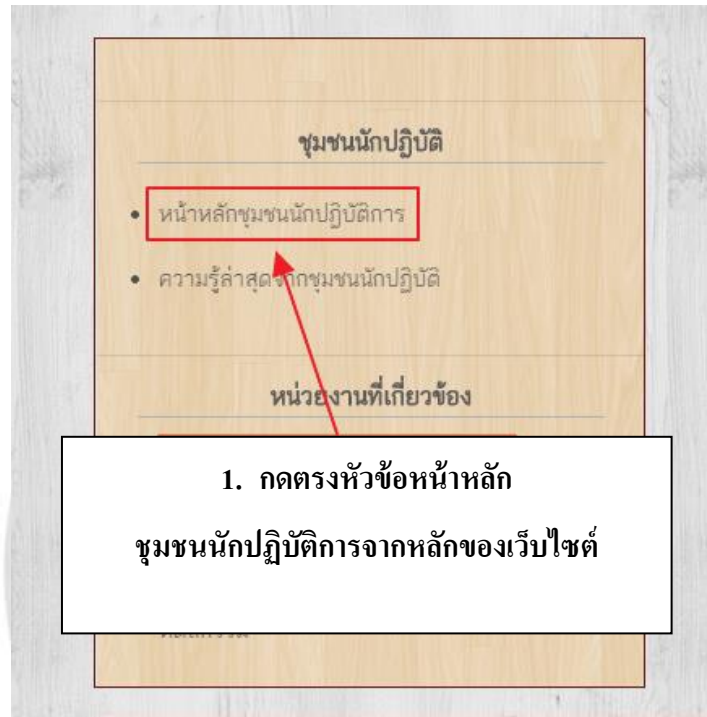 ชุมชนนักปฏิบัติ
หน้าหลักชุมชนนักปฏิบัติการ
ความรู้ล่าสุดจากชุมชนนักปฏิบัติ
หน่วยงานที่เกี่ยวข้อง
1. กดตรงหัวข้อหน้าหลัก
ชุมชนนักปฏิบัติการจากหลักของเว็บไซต์